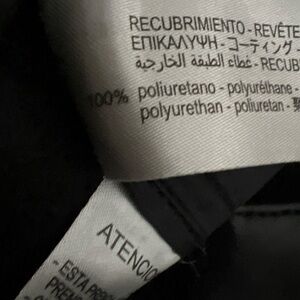 RECUBRIMIENTO - REVÊTE
ΕΠΙΚΑΛΥΨΗ - コーティング -
غطاء الطبقة الخارجية - RECUB
100% poliuretano - polyuréthane -
polyurethan - poliuretan -
ATENCIO
- ESTA PR
PREN